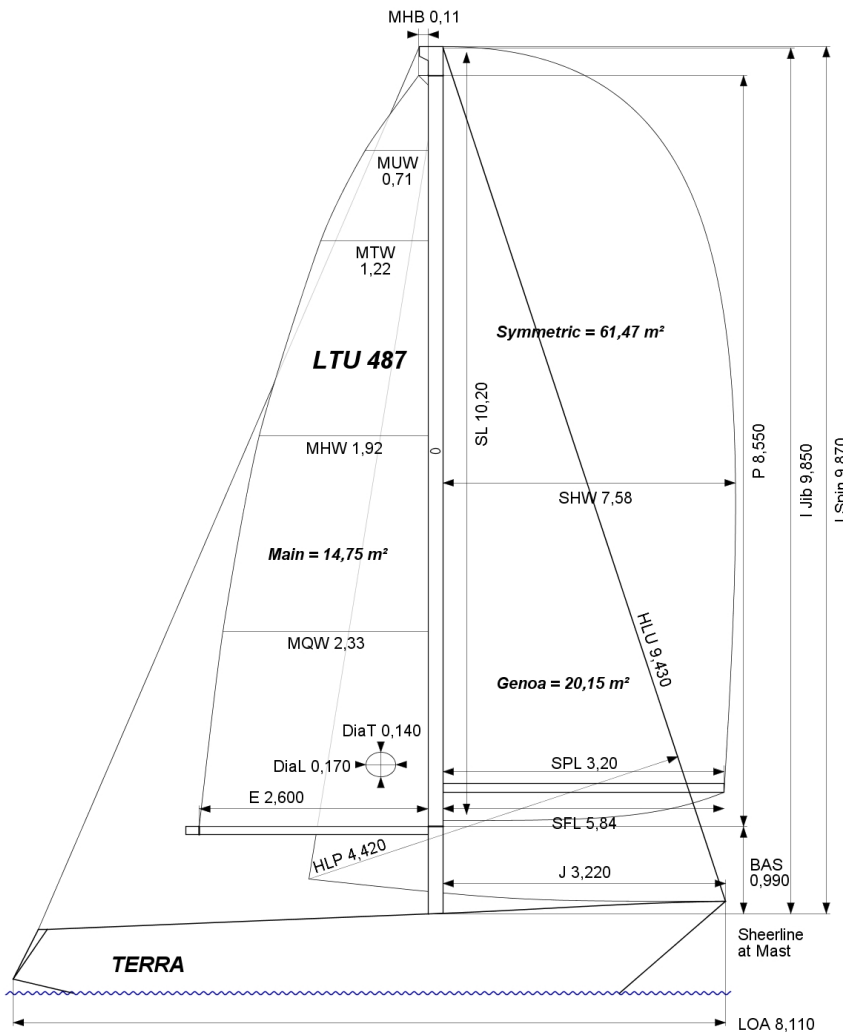 MHB 0,11
MUW
0,71
MTW
1,22
Symmetric = 61,47 m²
LTU 487
SL 10,20
P 8,550
I Jib 9,850
I Spin 9,870
MHW 1,92
SHW 7,58
Main = 14,75 m²
MQW 2,33
HLU 9,430
Genoa = 20,15 m²
DiaT 0,140
DiaL 0,170
SPL 3,20
E 2,600
SFL 5,84
HLP 4,420
J 3,220
BAS
0,990
Sheerline
at Mast
TERRA
LOA 8,110